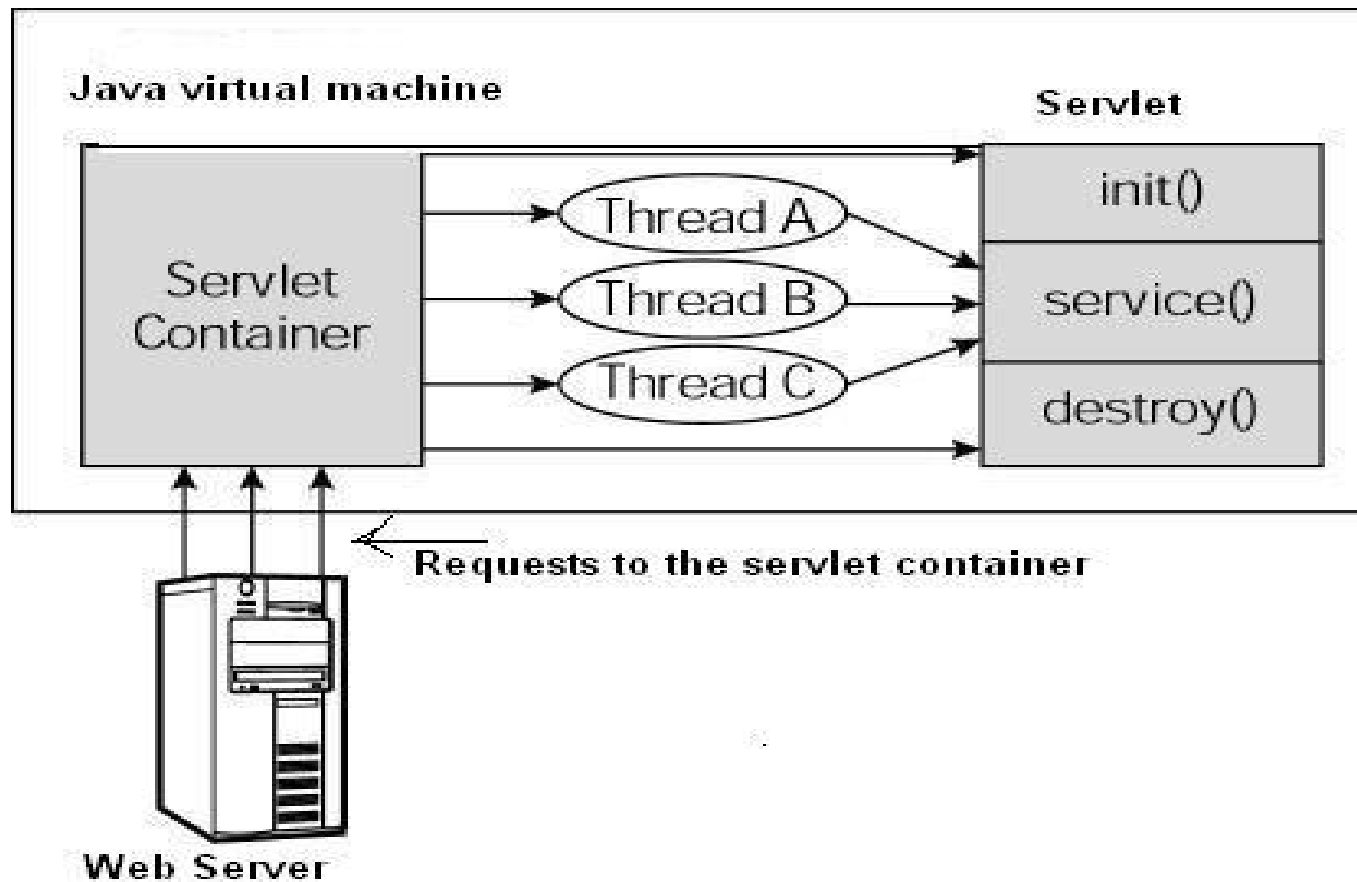 Java virtual machine
Servlet
Servlet
Container
Thread A
Thread B
Thread C
init()
service()
destroy()
Requests to the servlet container
Web Server